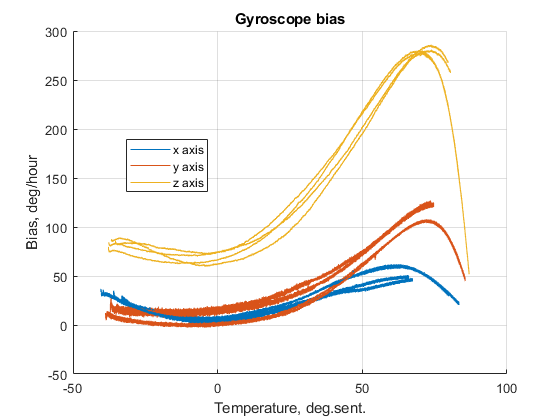 Gyroscope bias
300
250
200
150
100
50
0
-50
Bias, deg/hour
x axis
y axis
z axis
-50
0
50
100
Temperature, deg.sent.